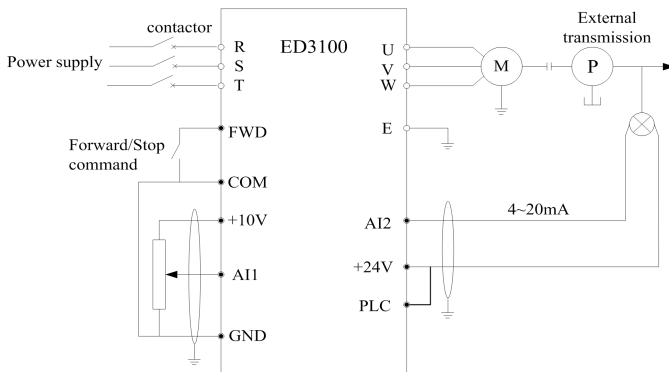 contactor
Power supply
R
S
T
ED3100
U
V
W
M
P
External
transmission
Forward/Stop
command
FWD
COM
E
+10V
AI1
GND
AI2
4~20mA
+24V
PLC